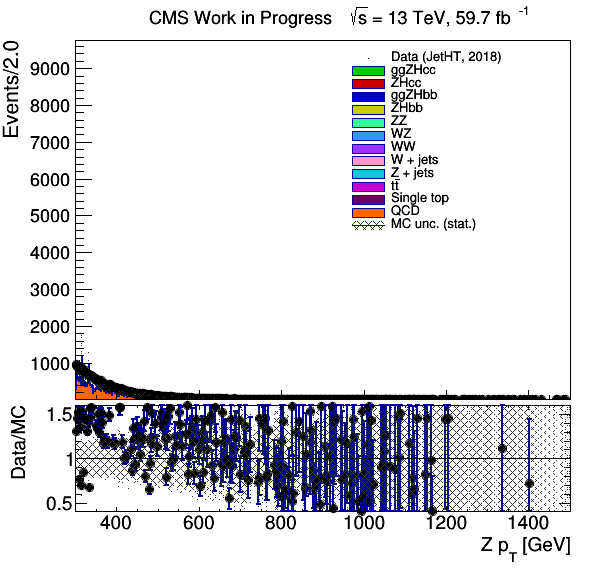 CMS Work in Progress √s = 13 TeV, 59.7 fb⁻¹
Events/2.0
9000
8000
7000
6000
5000
4000
3000
2000
1000
Data (JetHT, 2018)
ggZHcc
ZHcc
ggZHbb
ZHbb
ZZ
WZ
WW
W + jets
Z + jets
tt̄
Single top
QCD
MC unc. (stat.)
Data/MC
1.5
1
0.5
400 600 800 1000 1200 1400
Z p_T [GeV]